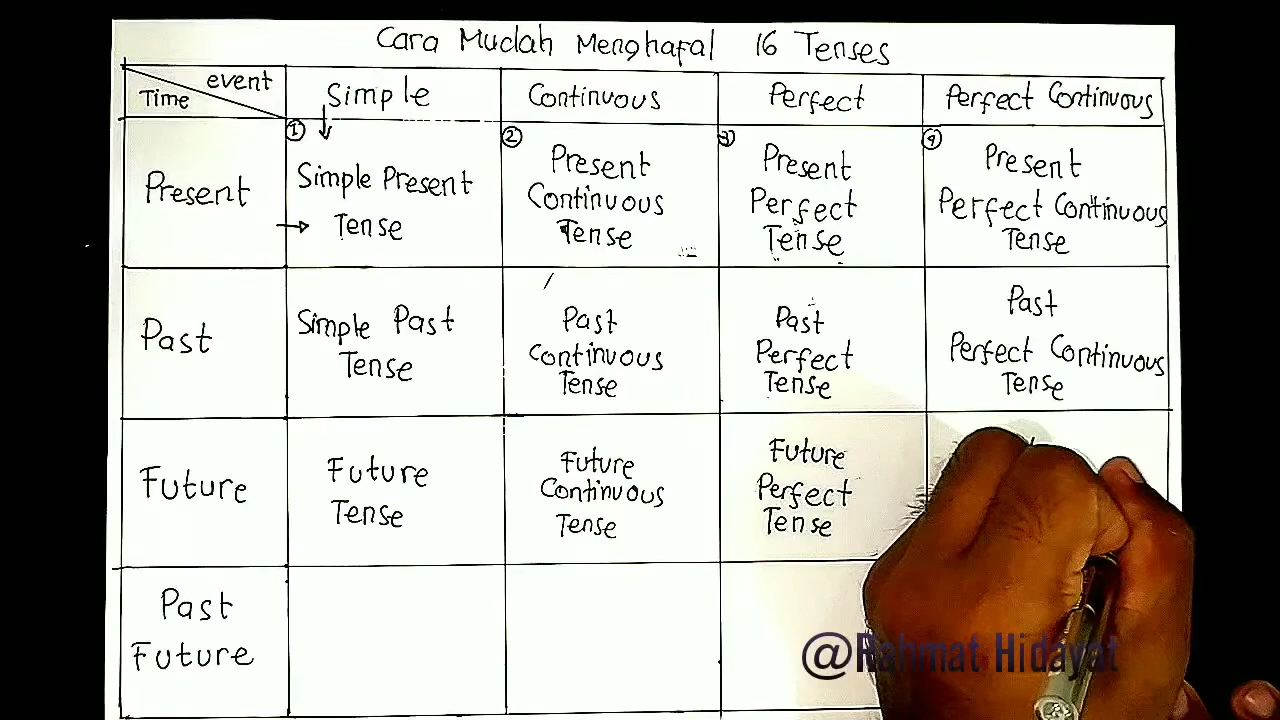 Cara Mudah Menghafal 16 Tenses
event
Time
Simple
Continuous
Perfect
Perfect Continuous
Present
①
Simple Present
Tense
②
Present
Continuous
Tense
③
Present
Perfect
Tense
④
Present
Perfect Continuous
Tense
Past
Simple Past
Tense
Past
Continuous
Tense
Past
Perfect
Tense
Past
Perfect Continuous
Tense
Future
Future
Tense
Future
Continuous
Tense
Future
Perfect
Tense
Past
Future
@Rahmat Hidayat